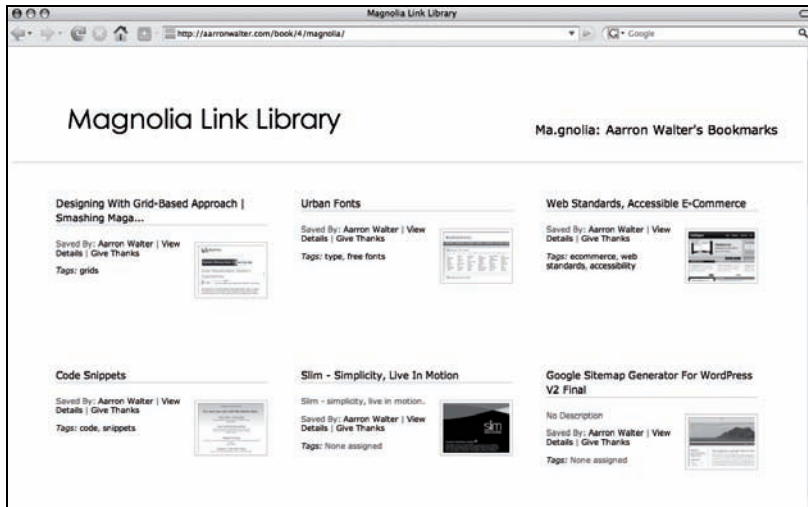 Magnolia Link Library
http://aarronwalter.com/book/4/magnolia/
Google
Magnolia Link Library
Ma.gnolia: Aarron Walter's Bookmarks
Designing With Grid-Based Approach |
Smashing Maga...
Saved By: Aarron Walter | View
Details | Give Thanks
Tags: grids
Urban Fonts
Saved By: Aarron Walter | View
Details | Give Thanks
Tags: type, free fonts
Web Standards, Accessible E-Commerce
Saved By: Aarron Walter | View
Details | Give Thanks
Tags: ecommerce, web
standards, accessibility
Code Snippets
Saved By: Aarron Walter | View
Details | Give Thanks
Tags: code, snippets
Slim - Simplicity, Live In Motion
Slim - simplicity, live in motion.
Saved By: Aarron Walter | View
Details | Give Thanks
Tags: None assigned
slim
Google Sitemap Generator For WordPress
V2 Final
No Description
Saved By: Aarron Walter | View
Details | Give Thanks
Tags: None assigned